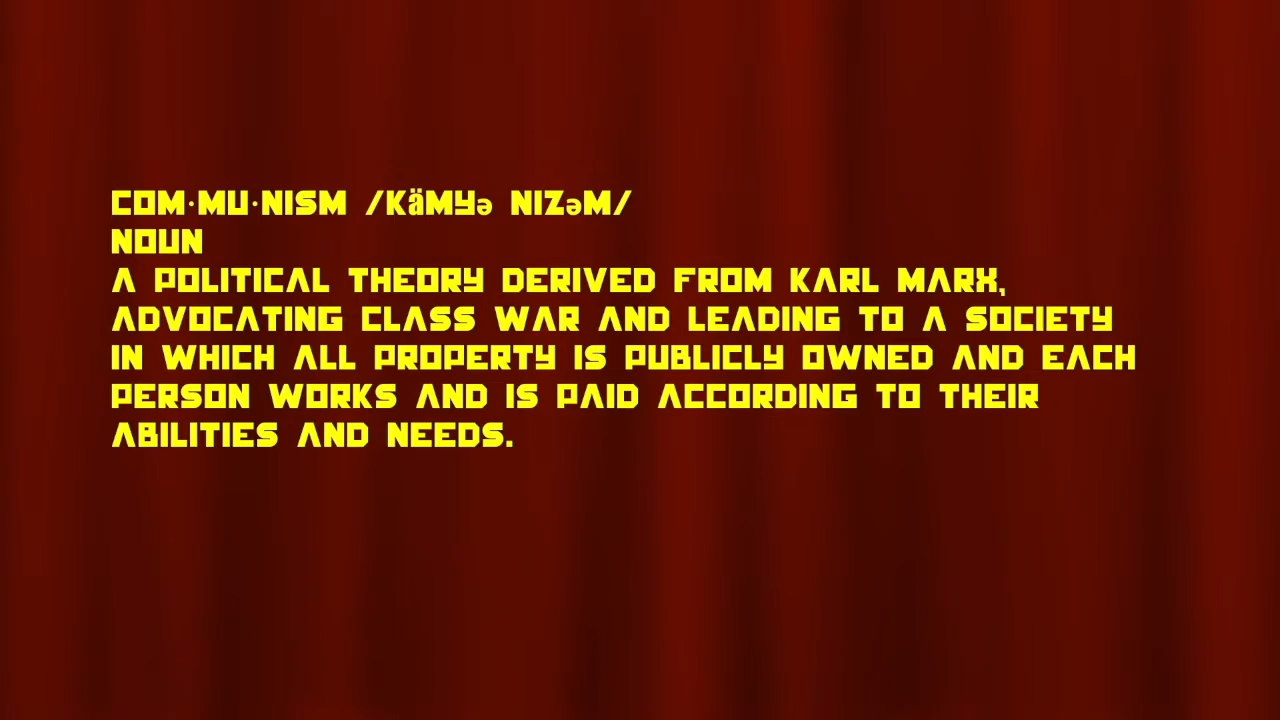 COM·MU·NISM /KÄMYə NIZəM/
NOUN
A POLITICAL THEORY DERIVED FROM KARL MARX,
ADVOCATING CLASS WAR AND LEADING TO A SOCIETY
IN WHICH ALL PROPERTY IS PUBLICLY OWNED AND EACH
PERSON WORKS AND IS PAID ACCORDING TO THEIR
ABILITIES AND NEEDS.